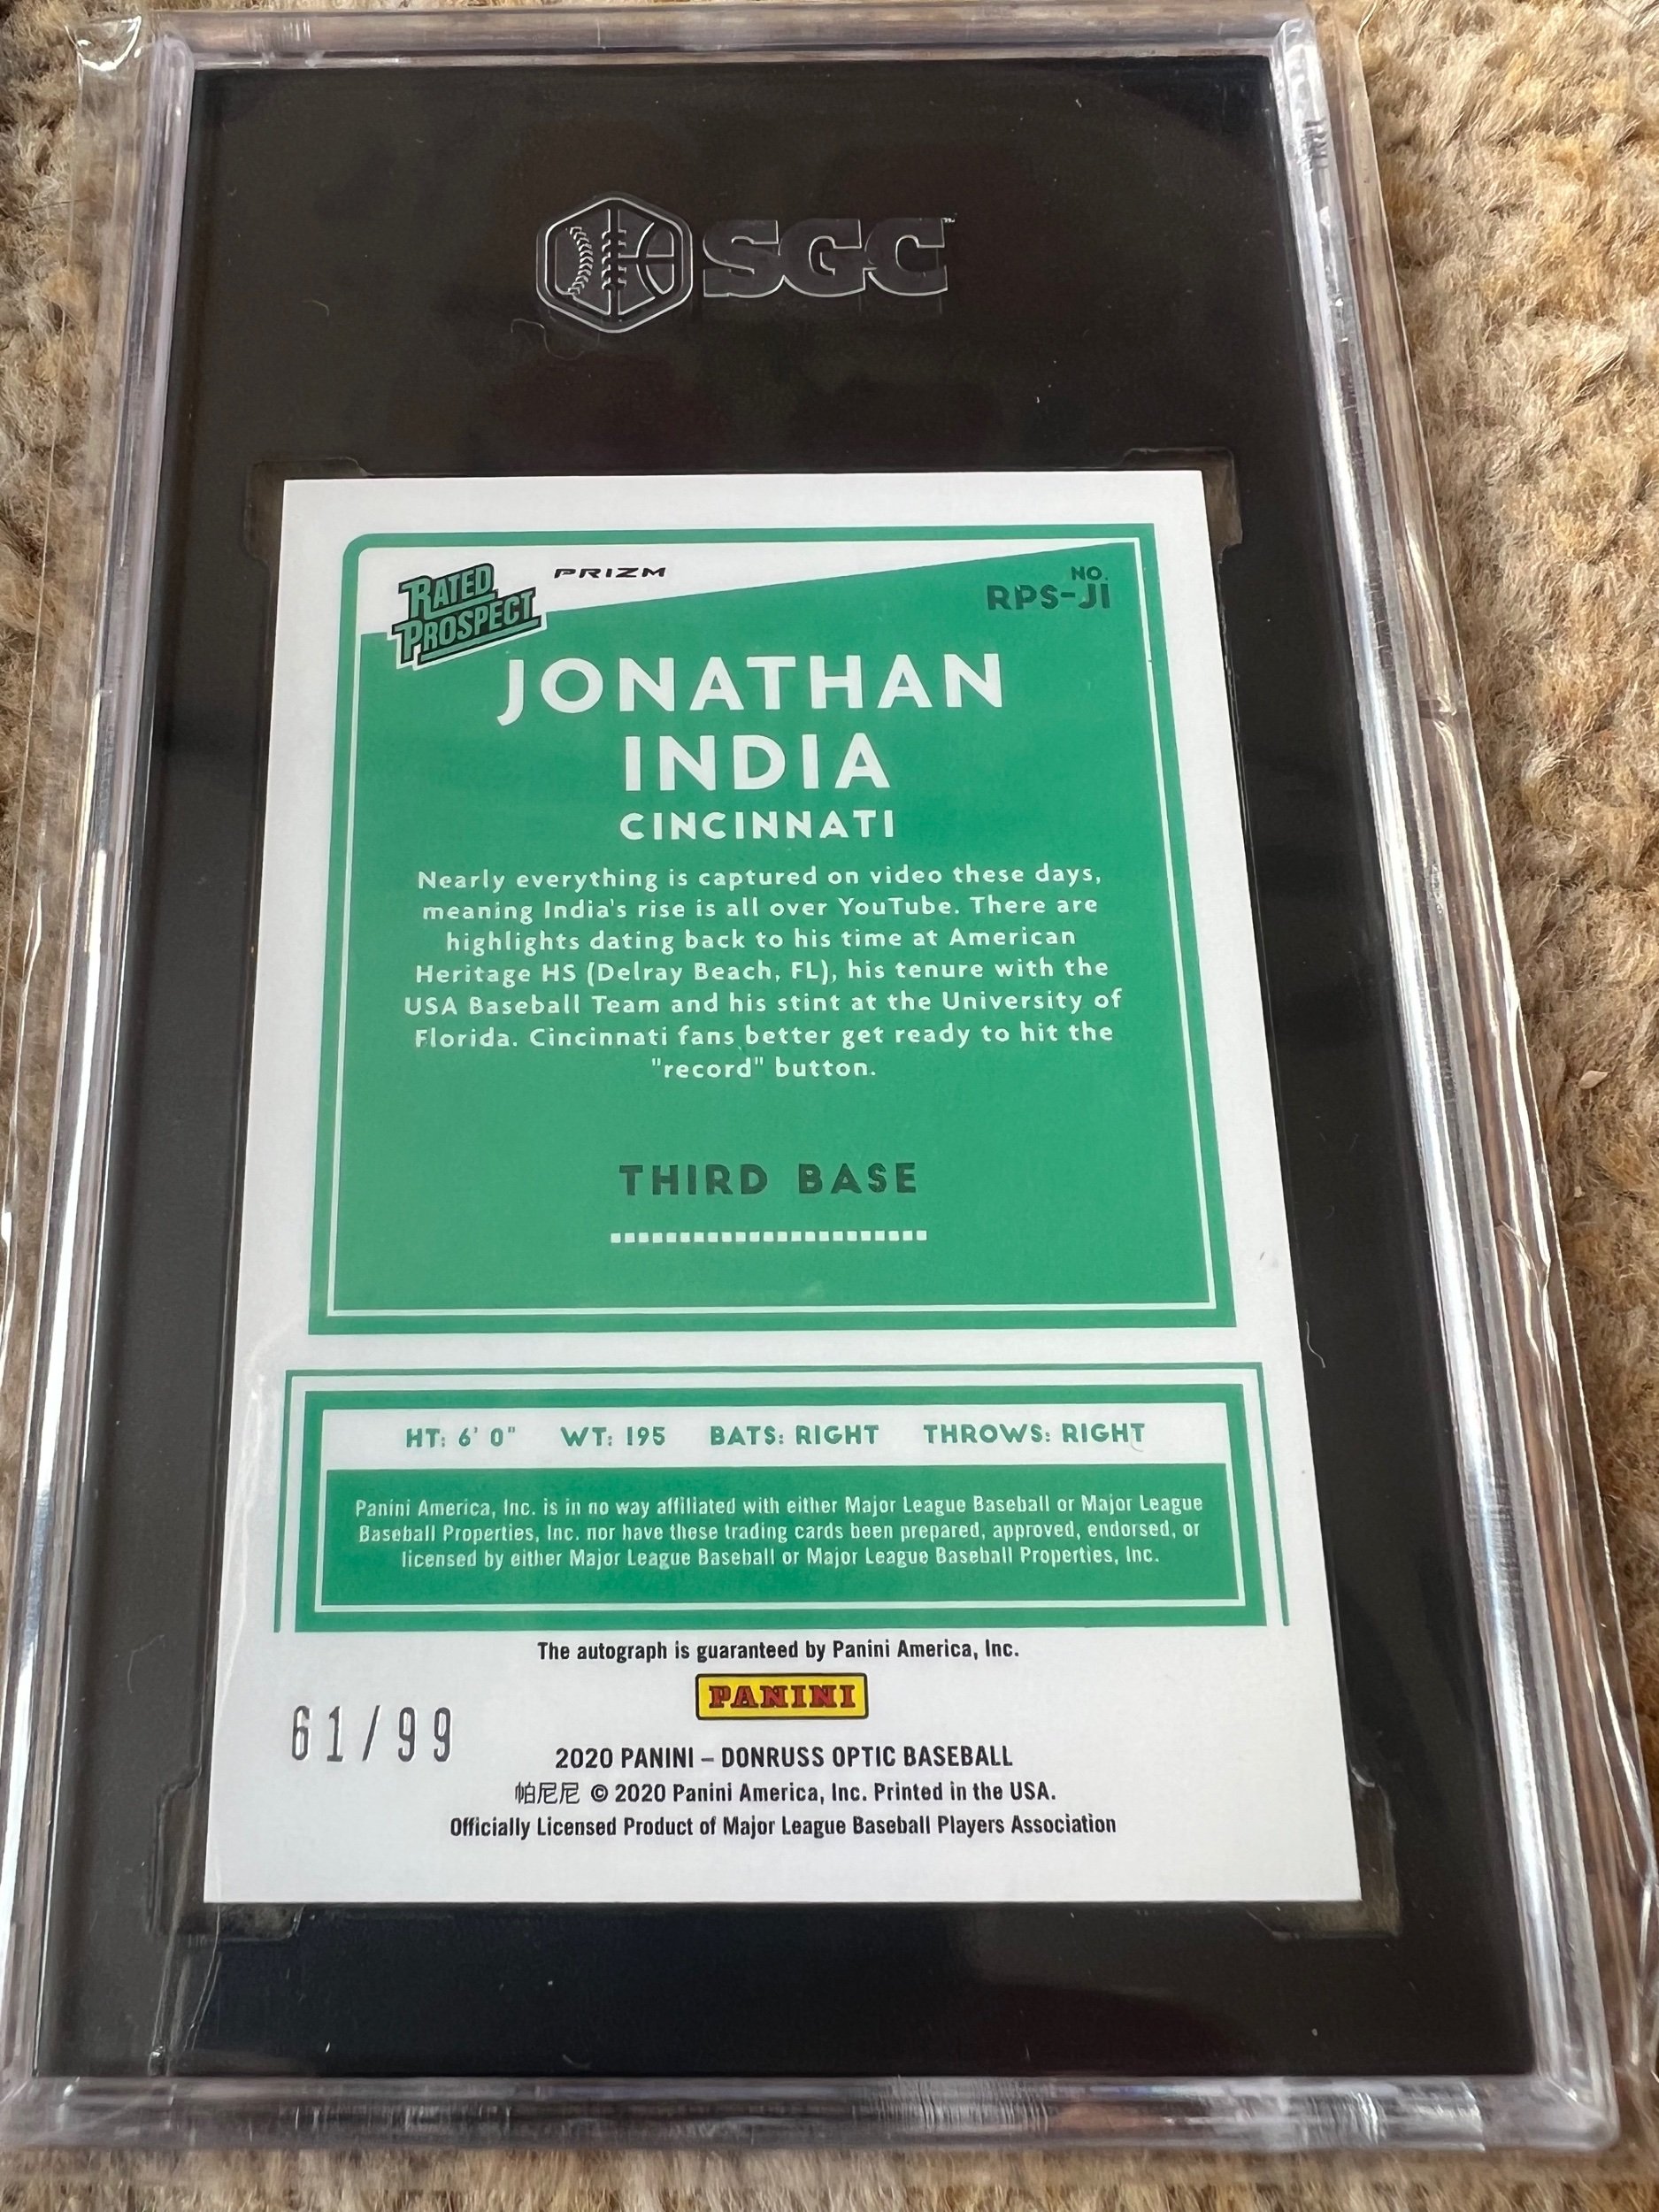 SGC
RATED
PROSPECT
PRIZM
NO.
RPS-JI
JONATHAN
INDIA
CINCINNATI
Nearly everything is captured on video these days,
meaning India's rise is all over YouTube. There are
highlights dating back to his time at American
Heritage HS (Delray Beach, FL), his tenure with the
USA Baseball Team and his stint at the University of
Florida. Cincinnati fans better get ready to hit the
"record" button.
THIRD BASE
HT: 6' 0" WT: 195 BATS: RIGHT THROWS: RIGHT
Panini America, Inc. is in no way affiliated with either Major League Baseball or Major League
Baseball Properties, Inc. nor have these trading cards been prepared, approved, endorsed, or
licensed by either Major League Baseball or Major League Baseball Properties, Inc.
The autograph is guaranteed by Panini America, Inc.
PANINI
61/99
2020 PANINI – DONRUSS OPTIC BASEBALL
帕尼尼 © 2020 Panini America, Inc. Printed in the USA.
Officially Licensed Product of Major League Baseball Players Association